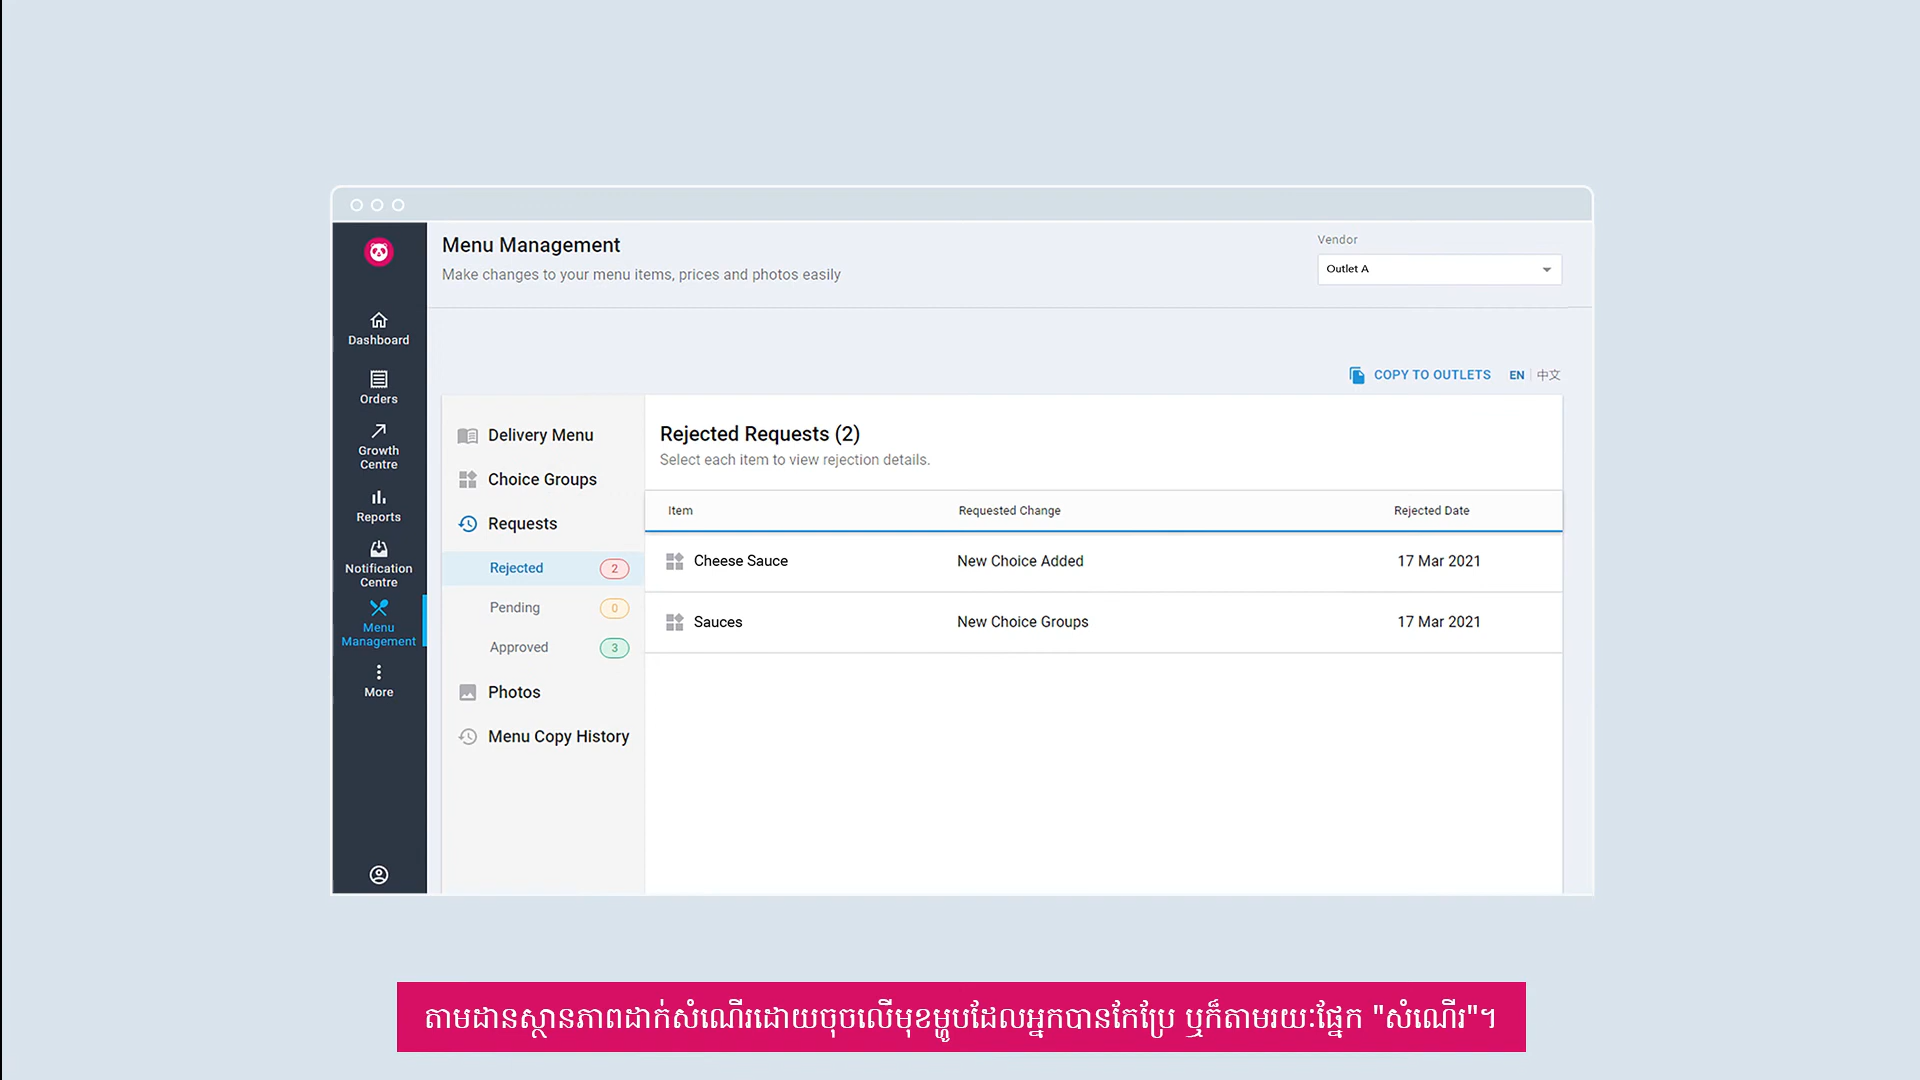 Menu Management
Make changes to your menu items, prices and photos easily
Vendor
Outlet A
Dashboard
Orders
Growth
Centre
Reports
Notification
Centre
Menu
Management
More
COPY TO OUTLETS EN 中文
Delivery Menu
Choice Groups
Requests
Rejected 2
Pending 0
Approved 3
Photos
Menu Copy History
Rejected Requests (2)
Select each item to view rejection details.
Item Requested Change Rejected Date
Cheese Sauce New Choice Added 17 Mar 2021
Sauces New Choice Groups 17 Mar 2021
តាមដានស្ថានភាពដាក់សំណើរដោយចុចលើមុខម្ហូបដែលអ្នកបានកែប្រែ ឬក៏តាមរយៈផ្នែក "សំណើរ"។